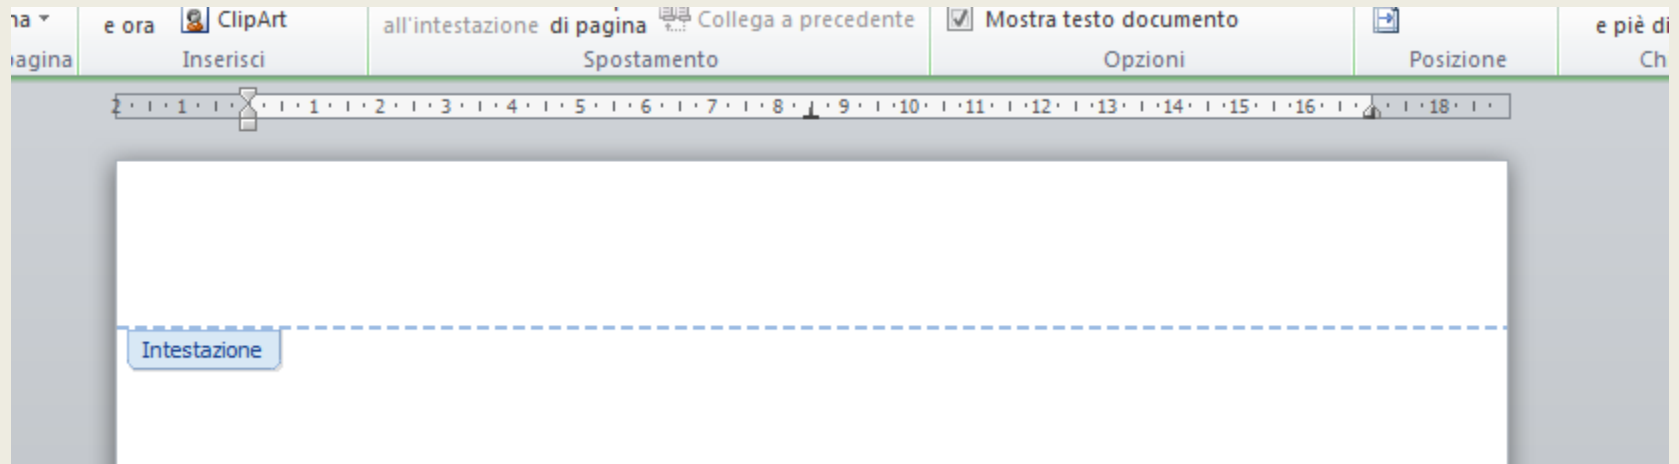 na e ora ClipArt all'intestazione di pagina Collega a precedente Mostra testo documento e piè di
agina Inserisci Spostamento Opzioni Posizione Ch
2 1 1 2 3 4 5 6 7 8 9 10 11 12 13 14 15 16 18
Intestazione